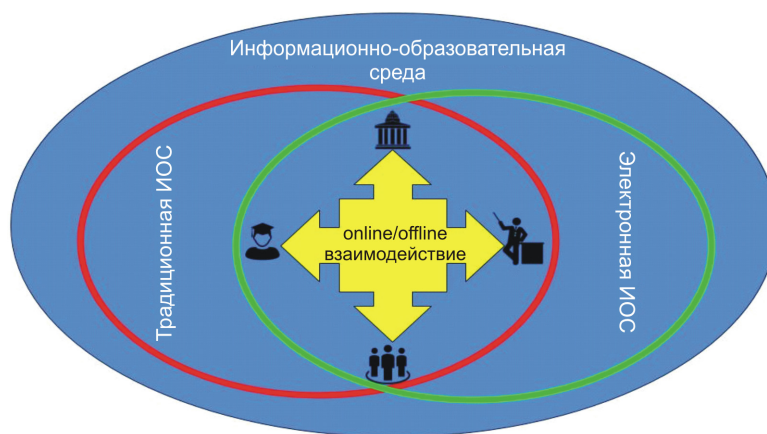 Информационно-образовательная
среда
Традиционная ИОС
online/offline
взаимодействие
Электронная ИОС